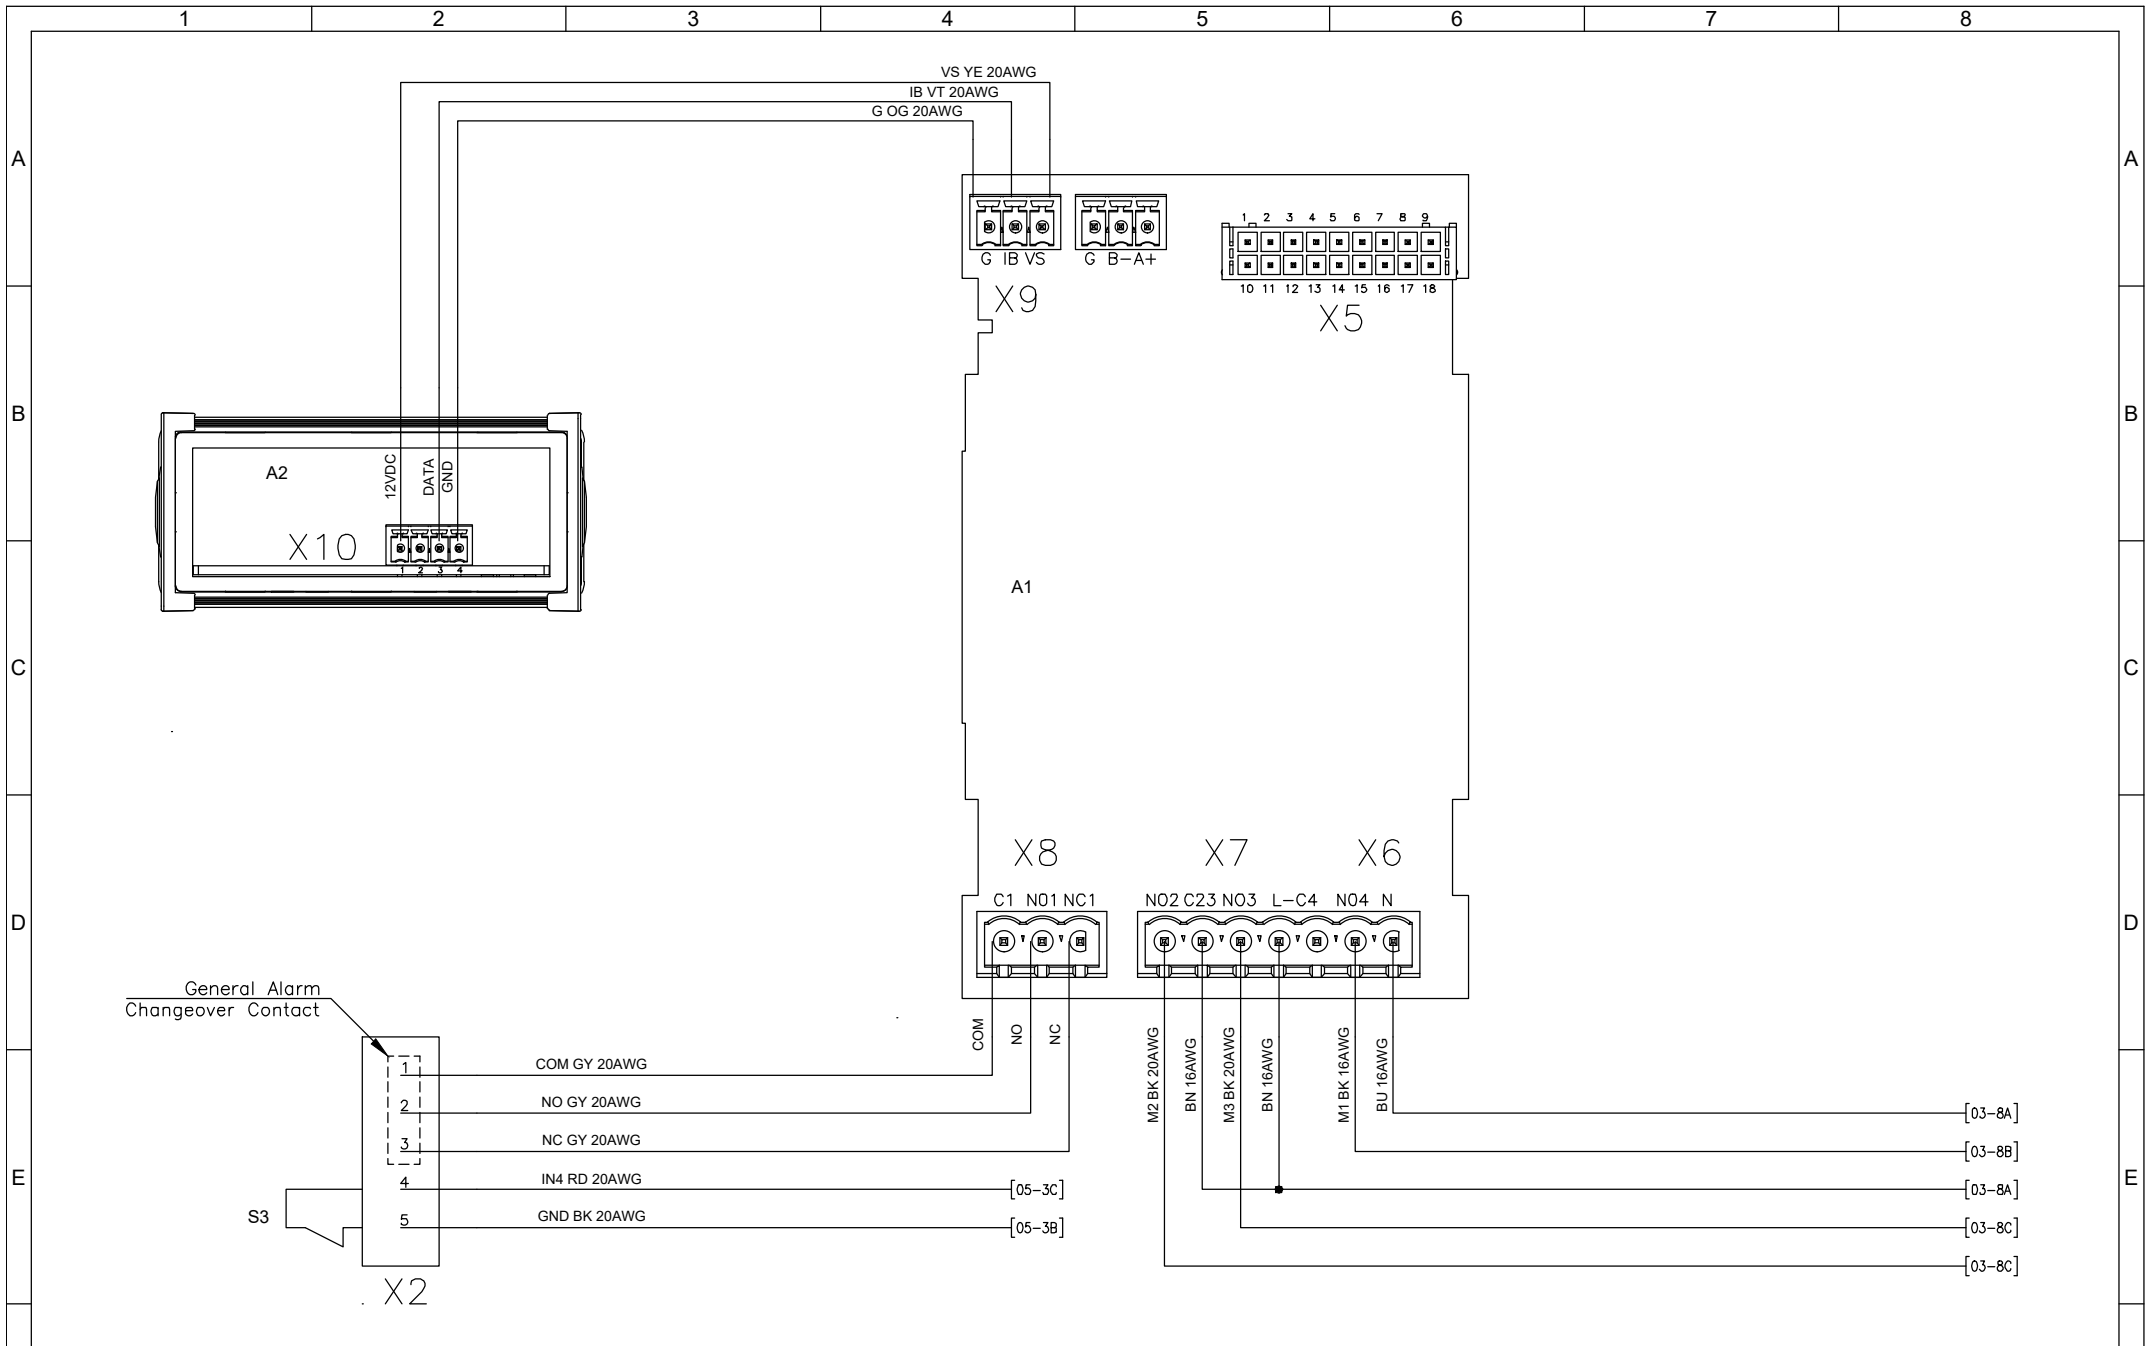 1 2 3 4 5 6 7 8
VS YE 20AWG
IB VT 20AWG
G OG 20AWG
A A
1 2 3 4 5 6 7 8 9
G IB VS G B-A+
10 11 12 13 14 15 16 17 18
X9
X5
B B
12VDC
DATA
GND
A2
X10
1 2 3 4
A1
C C
X8 X7 X6
C1 NO1 NC1 NO2 C23 NO3 L-C4 NO4 N
D D
General Alarm
Changeover Contact
COM
NO
NC
M2 BK 20AWG
BN 16AWG
M3 BK 20AWG
BN 16AWG
M1 BK 16AWG
BU 16AWG
1 COM GY 20AWG
2 NO GY 20AWG [03-8A]
3 NC GY 20AWG [03-8B]
E E
4 IN4 RD 20AWG [05-3C] [03-8A]
S3
5 GND BK 20AWG [05-3B] [03-8C]
[03-8C]
X2